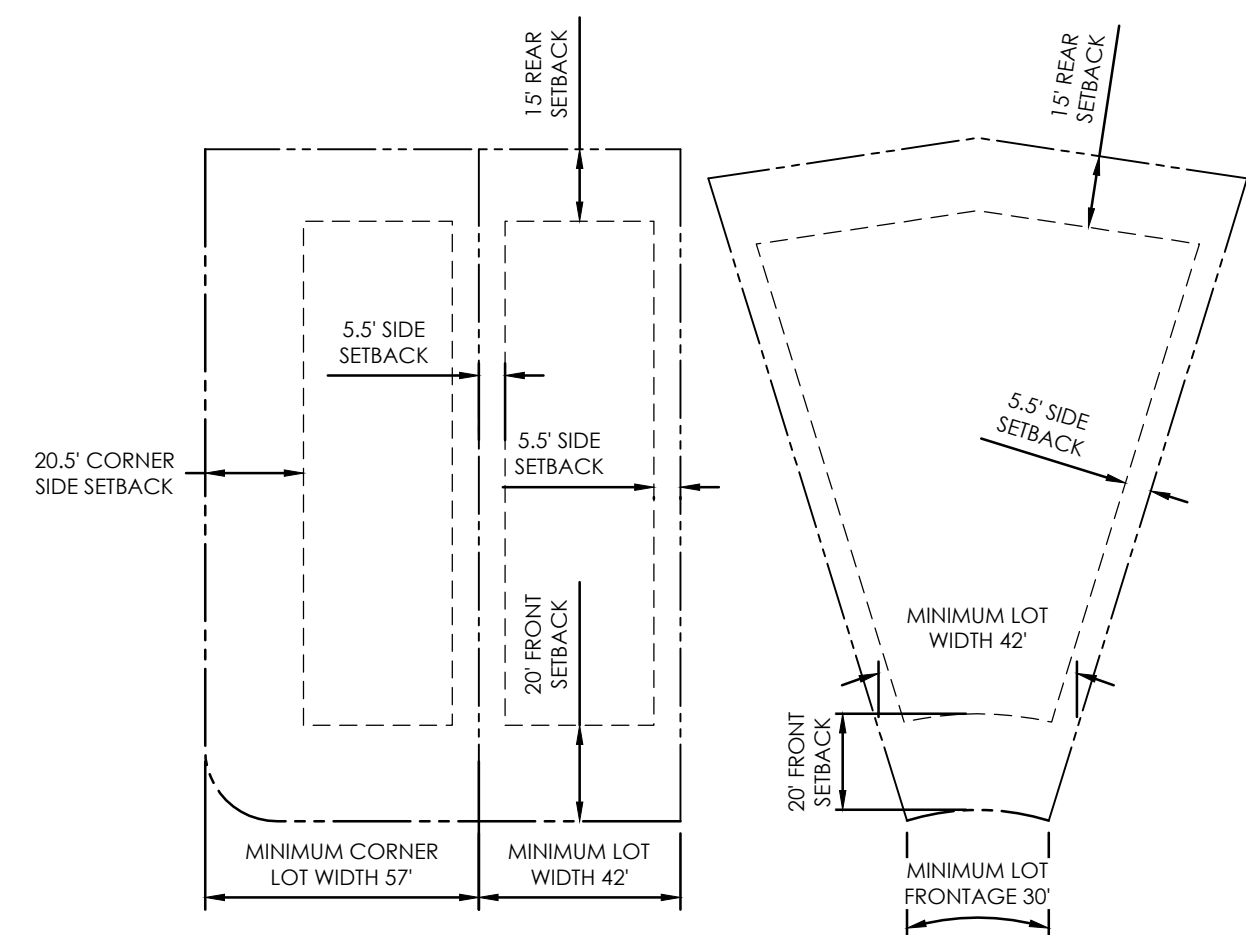 15' REAR
SETBACK
15' REAR
SETBACK
5.5' SIDE
SETBACK
5.5' SIDE
SETBACK
5.5' SIDE
SETBACK
20.5' CORNER
SIDE SETBACK
20' FRONT
SETBACK
MINIMUM LOT
WIDTH 42'
20' FRONT
SETBACK
MINIMUM CORNER
LOT WIDTH 57'
MINIMUM LOT
WIDTH 42'
MINIMUM LOT
FRONTAGE 30'